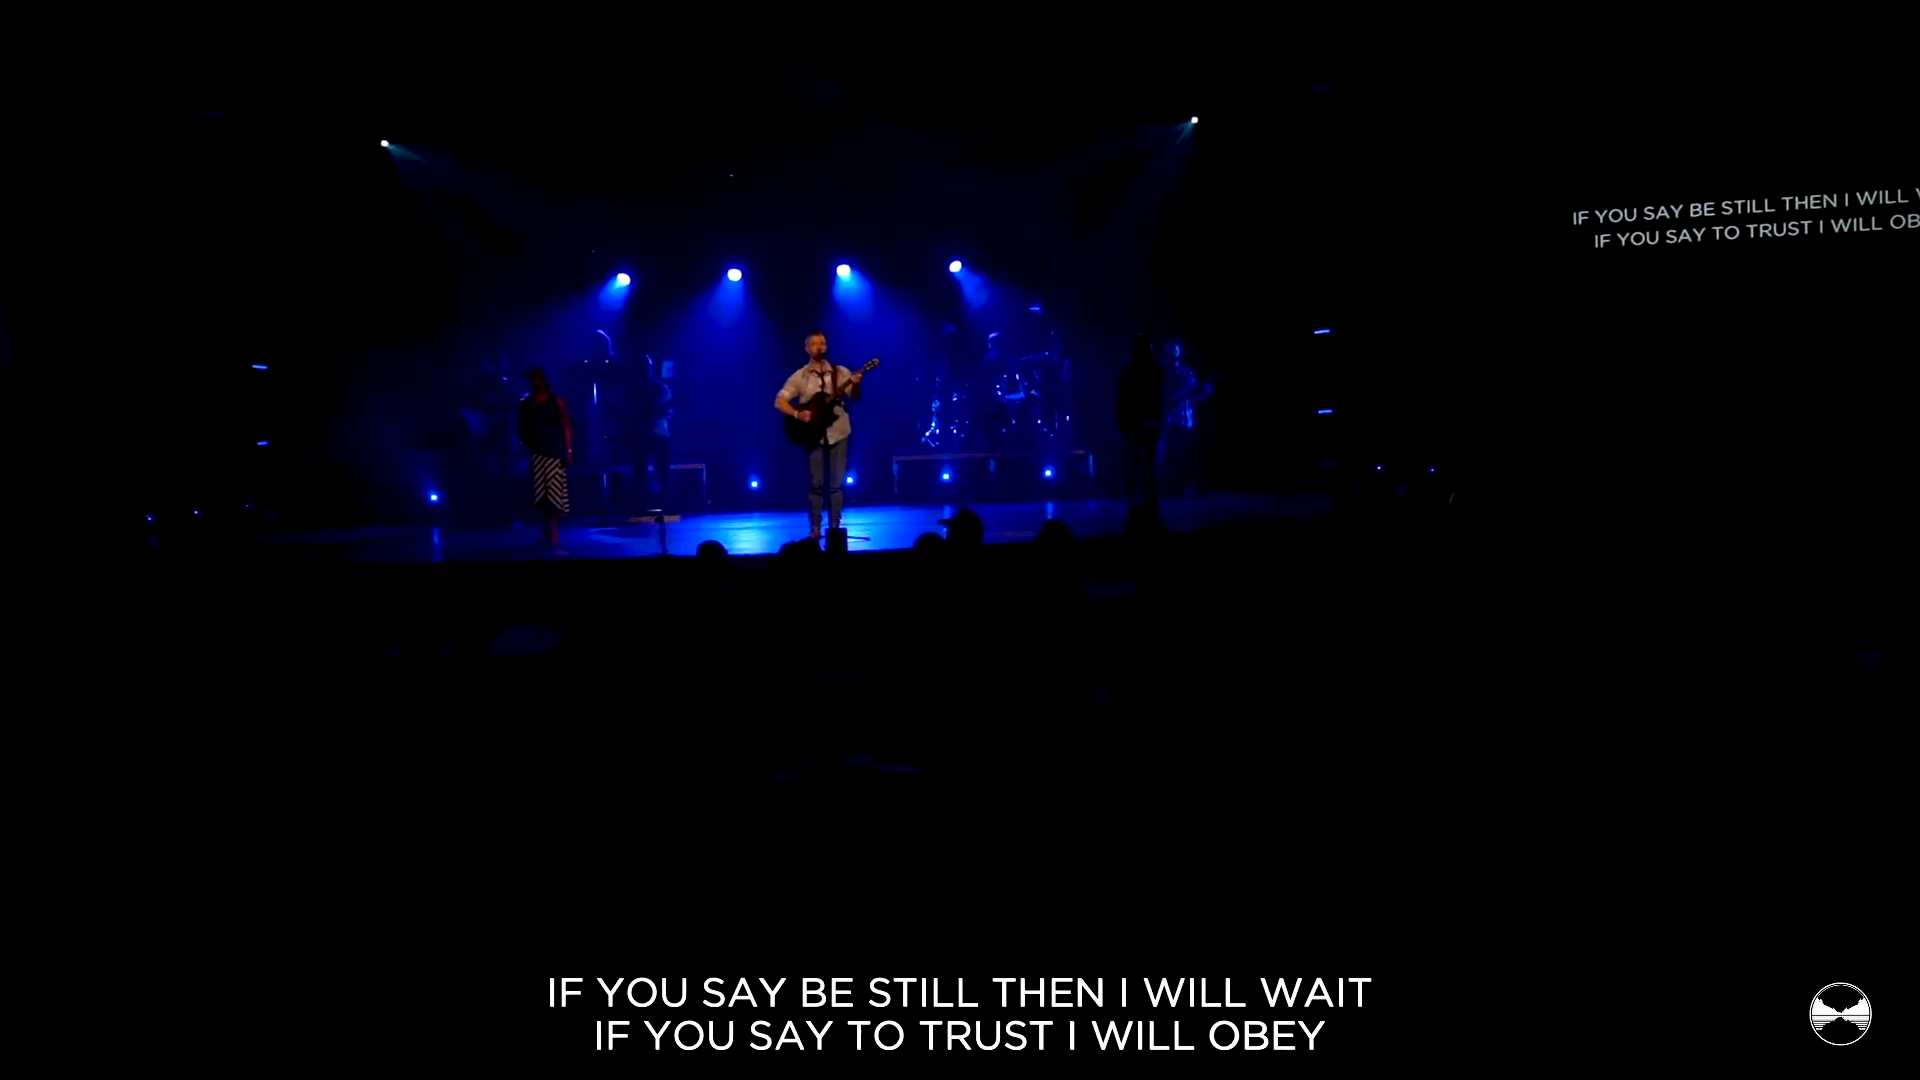 IF YOU SAY BE STILL THEN I WILL
IF YOU SAY TO TRUST I WILL OB
IF YOU SAY BE STILL THEN I WILL WAIT
IF YOU SAY TO TRUST I WILL OBEY